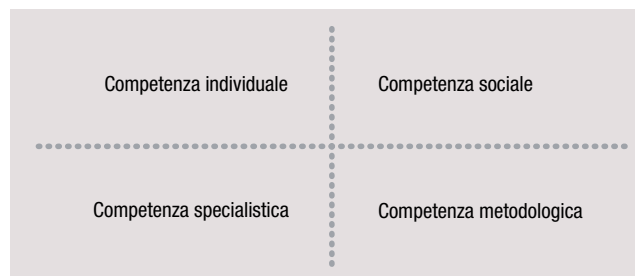 Competenza individuale
Competenza sociale
Competenza specialistica
Competenza metodologica